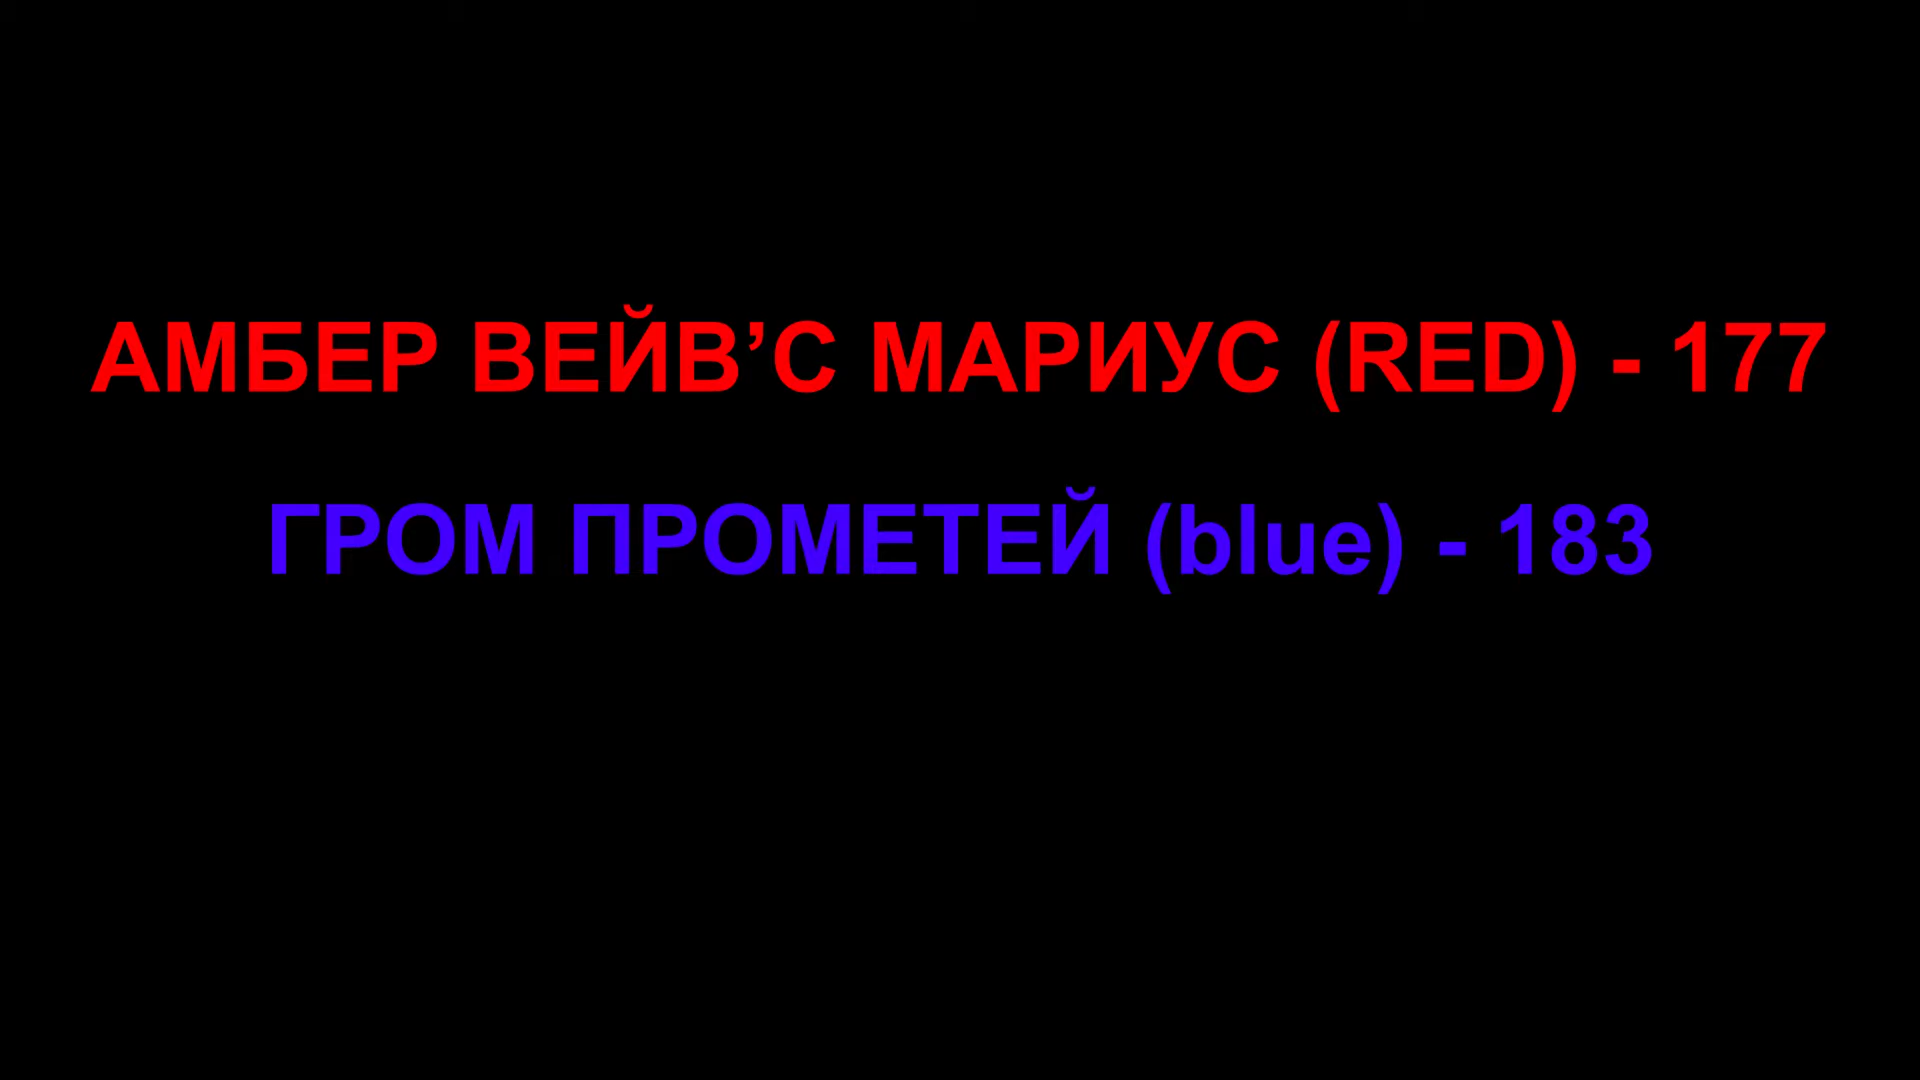 АМБЕР ВЕЙВ’С МАРИУС (RED) - 177
ГРОМ ПРОМЕТЕЙ (blue) - 183